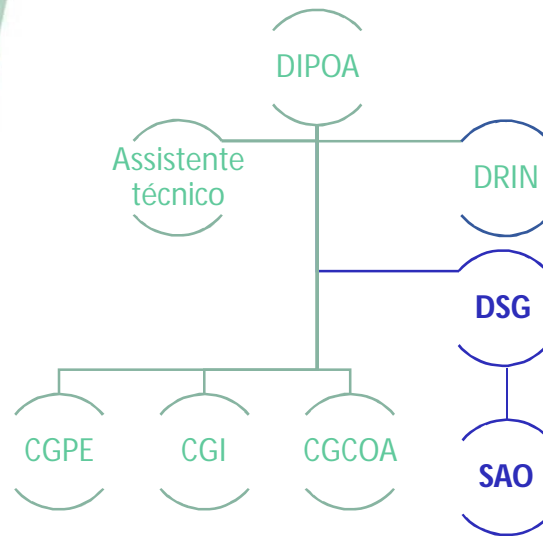 DIPOA
Assistente
técnico
DRIN
DSG
CGPE
CGI
CGCOA
SAO